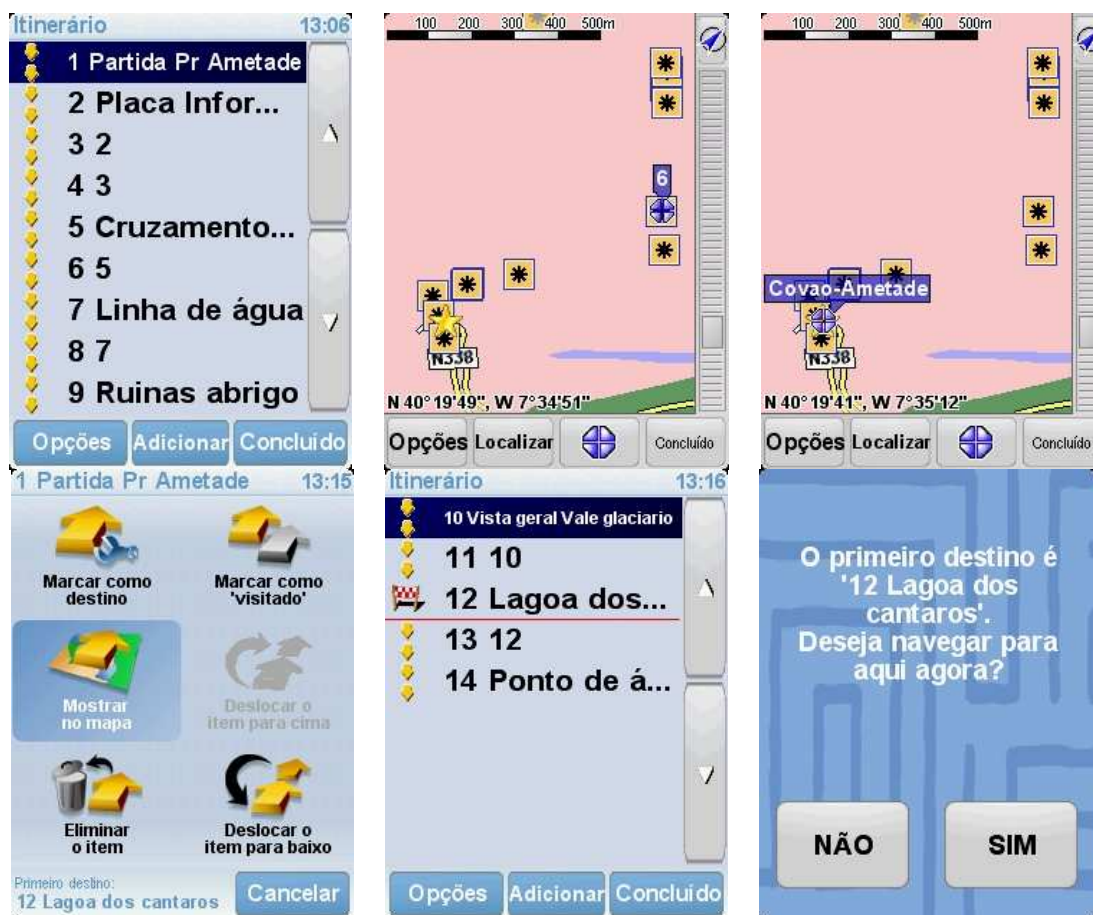 Itinerário 13:06
1 Partida Pr Ametade
2 Placa Infor...
3 2
4 3
5 Cruzamento...
6 5
7 Linha de água
8 7
9 Ruinas abrigo
Opções Adicionar Concluído
100 200 300 400 500m
6
N338
N 40°19'49", W 7°34'51"
Opções Localizar Concluído
100 200 300 400 500m
Covao-Ametade
N338
N 40°19'41", W 7°35'12"
Opções Localizar Concluído
1 Partida Pr Ametade 13:15
Marcar como
destino
Marcar como
'visitado'
Mostrar
no mapa
Deslocar o
item para cima
Eliminar
o item
Deslocar o
item para baixo
Primeiro destino:
12 Lagoa dos cantaros
Cancelar
Itinerário 13:16
10 Vista geral Vale glaciario
11 10
12 Lagoa dos...
13 12
14 Ponto de á...
Opções Adicionar Concluído
O primeiro destino é
'12 Lagoa dos
cantaros'.
Deseja navegar para
aqui agora?
NÃO SIM